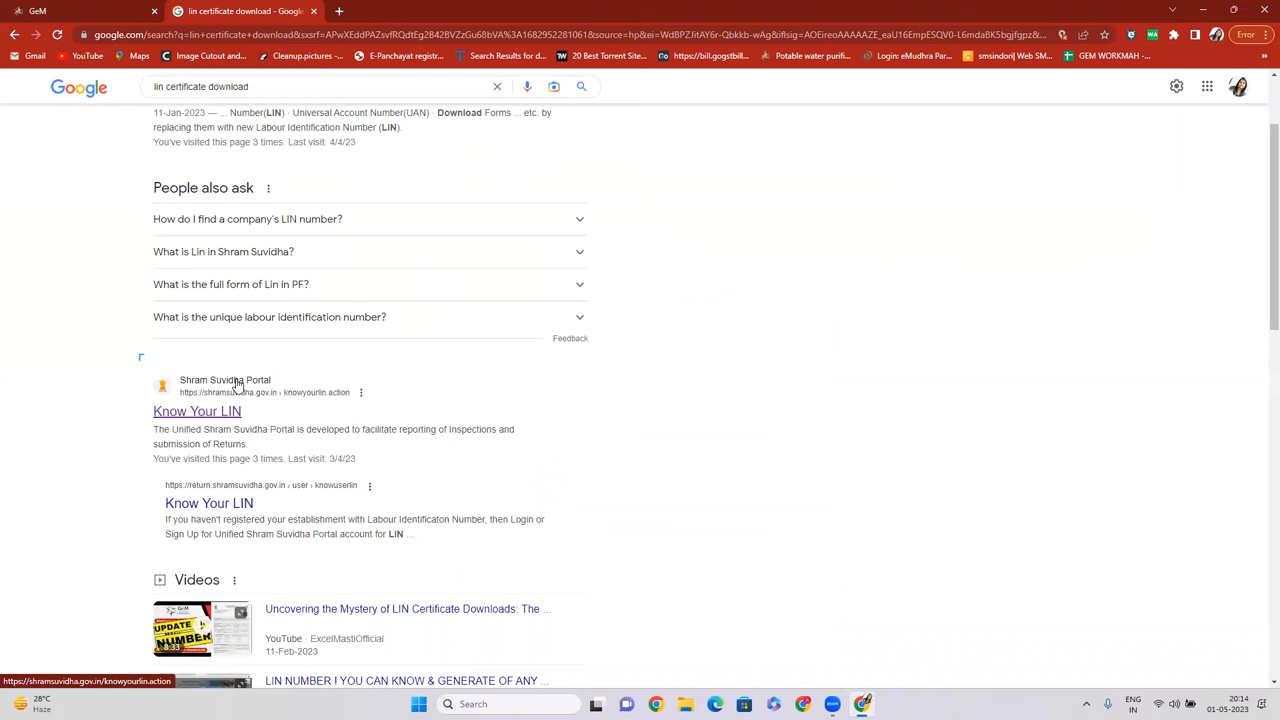 GeM
lin certificate download - Google
google.com/search?q=lin+certificate+download&sxsrf=APwXEddPAZsvfRQdtEg2B42BVZzGu68bVA%3A1682952281061&source=hp&ei=WdBPZJitAY6r-Qbkkb-wAg&iflsig=AOEireoAAAAAZE_eaU16EmpESQV0-L6mdaBK5bgjfgpz&...
Error
Gmail YouTube Maps Image Cutout and... Cleanup.pictures -... E-Panchayat regist... Search Results for d... 20 Best Torrent Site... https://bill.gogstbill... Potable water purif... Login: eMudhra Par... smsindori| Web SM... GEM WORKMAH -...
Google
lin certificate download
11-Jan-2023 — ... Number(LIN) · Universal Account Number(UAN) · Download Forms ... etc. by
replacing them with new Labour Identification Number (LIN).
You've visited this page 3 times. Last visit: 4/4/23
People also ask
How do I find a company's LIN number?
What is Lin in Shram Suvidha?
What is the full form of Lin in PF?
What is the unique labour identification number?
Feedback
Shram Suvidha Portal
https://shramsuvidha.gov.in › knowyourlin.action
Know Your LIN
The Unified Shram Suvidha Portal is developed to facilitate reporting of Inspections and
submission of Returns.
You've visited this page 3 times. Last visit: 3/4/23
https://return.shramsuvidha.gov.in › user › knowuserlin
Know Your LIN
If you haven't registered your establishment with Labour Identificaton Number, then Login or
Sign Up for Unified Shram Suvidha Portal account for LIN ...
Videos
Uncovering the Mystery of LIN Certificate Downloads: The ...
GeM
UPDATE
NUMBER
8:33
YouTube · ExcelMastiOfficial
11-Feb-2023
LIN NUMBER ! YOU CAN KNOW & GENERATE OF ANY ...
https://shramsuvidha.gov.in/knowyourlin.action
28°C
Haze
Search
zoom
ENG
IN
20:14
01-05-2023